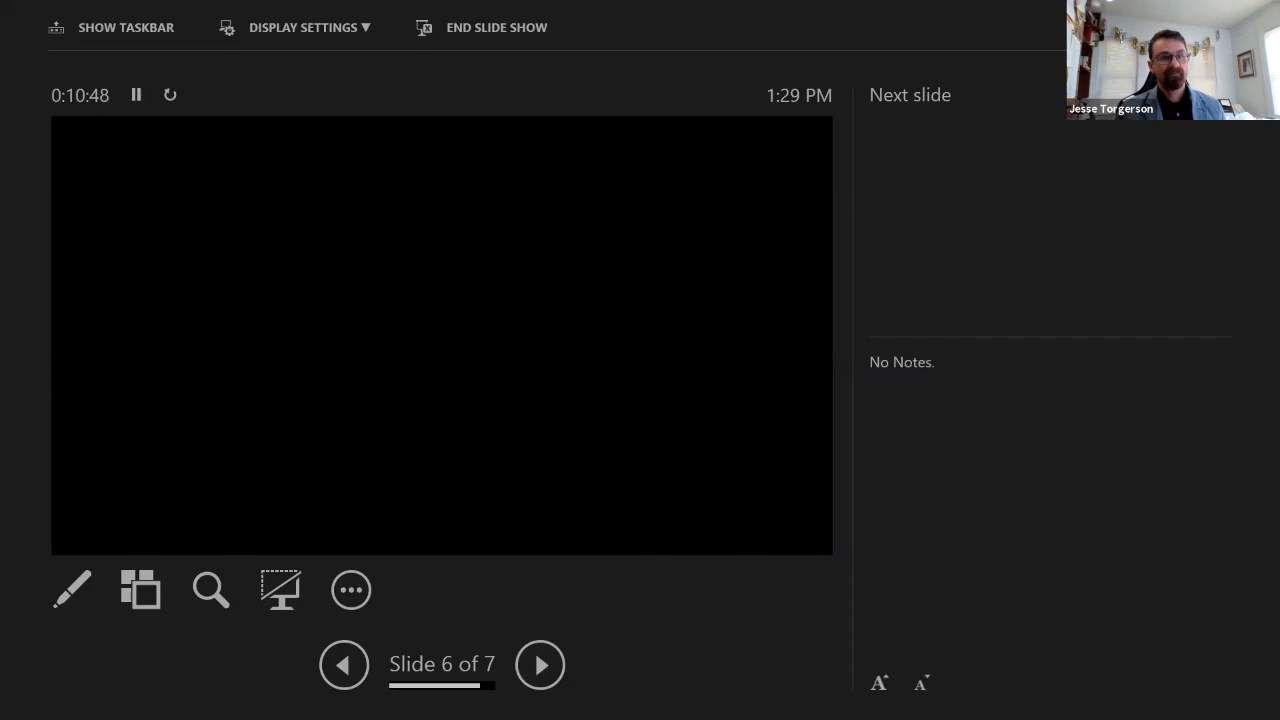 SHOW TASKBAR
DISPLAY SETTINGS ▼
END SLIDE SHOW
Jesse Torgerson
0:10:48
1:29 PM
Next slide
No Notes.
Slide 6 of 7
A A